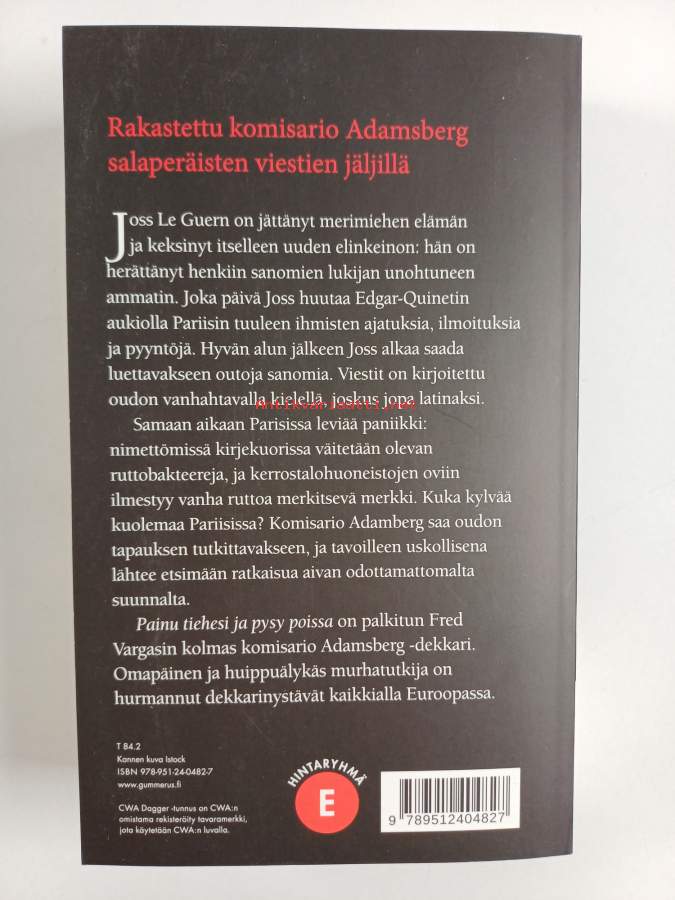 Rakastettu komisario Adamsberg
salaperäisten viestien jäljillä
Joss Le Guern on jättänyt merimiehen elämän
ja keksinyt itselleen uuden elinkeinon: hän on
herättänyt henkiin sanomien lukijan unohtuneen
ammatin. Joka päivä Joss huutaa Edgar-Quinetin
aukiolla Pariisin tuuleen ihmisten ajatuksia, ilmoituksia
ja pyyntöjä. Hyvän alun jälkeen Joss alkaa saada
luettavakseen outoja sanomia. Viestit on kirjoitettu
oudon vanhahtavalla kielellä, joskus jopa latinaksi.
Antikvariaatti.net
Samaan aikaan Parisissa leviää paniikki:
nimettömissä kirjekuorissa väitetään olevan
ruttobakteereja, ja kerrostalohuoneistojen oviin
ilmestyy vanha ruttoa merkitsevä merkki. Kuka kylvää
kuolemaa Pariisissa? Komisario Adamberg saa oudon
tapauksen tutkittavakseen, ja tavoilleen uskollisena
lähtee etsimään ratkaisua aivan odottamattomalta
suunnalta.
Painu tiehesi ja pysy poissa on palkitun Fred
Vargasin kolmas komisario Adamsberg -dekkari.
Omapäinen ja huippuälykäs murhatutkija on
hurmannut dekkarinystävät kaikkialla Euroopassa.
T 84.2
Kannen kuva Istock
ISBN 978-951-24-0482-7
www.gummerus.fi
CWA Dagger -tunnus on CWA:n
omistama rekisteröity tavaramerkki,
jota käytetään CWA:n luvalla.
HINTARYHMÄ
E
9 789512 404827